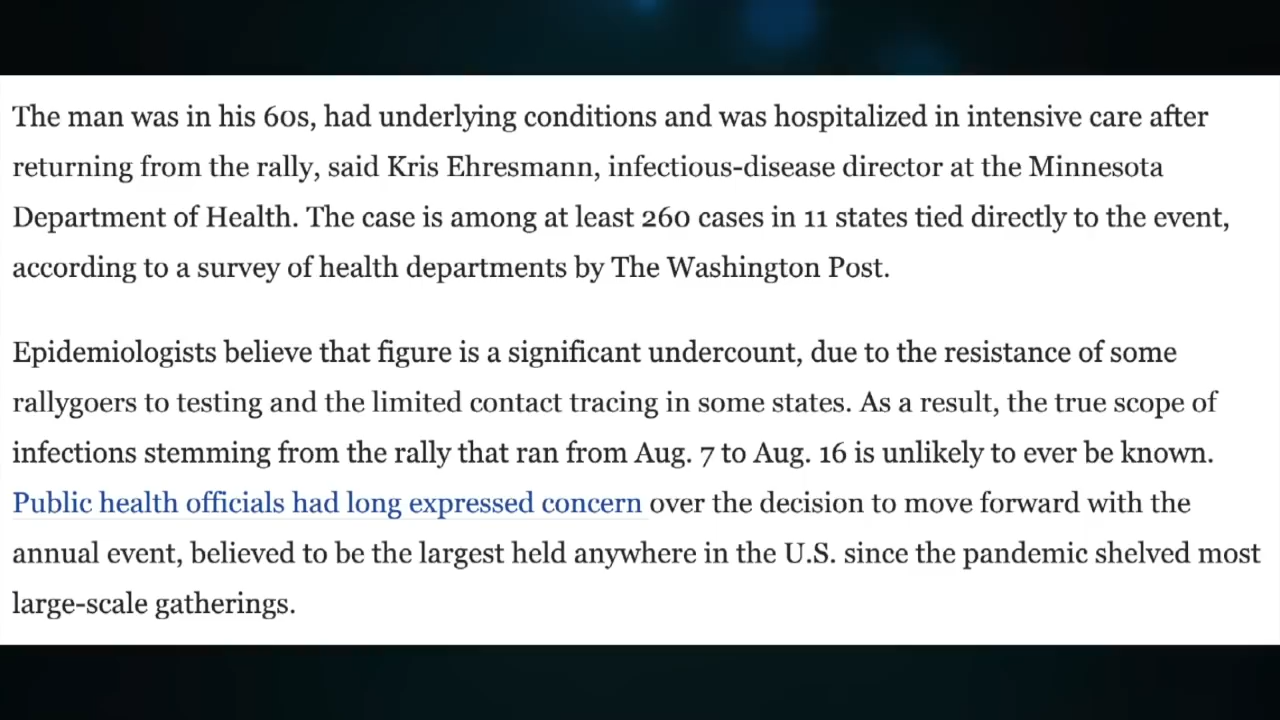 The man was in his 60s, had underlying conditions and was hospitalized in intensive care after
returning from the rally, said Kris Ehresmann, infectious-disease director at the Minnesota
Department of Health. The case is among at least 260 cases in 11 states tied directly to the event,
according to a survey of health departments by The Washington Post.
Epidemiologists believe that figure is a significant undercount, due to the resistance of some
rallygoers to testing and the limited contact tracing in some states. As a result, the true scope of
infections stemming from the rally that ran from Aug. 7 to Aug. 16 is unlikely to ever be known.
Public health officials had long expressed concern over the decision to move forward with the
annual event, believed to be the largest held anywhere in the U.S. since the pandemic shelved most
large-scale gatherings.